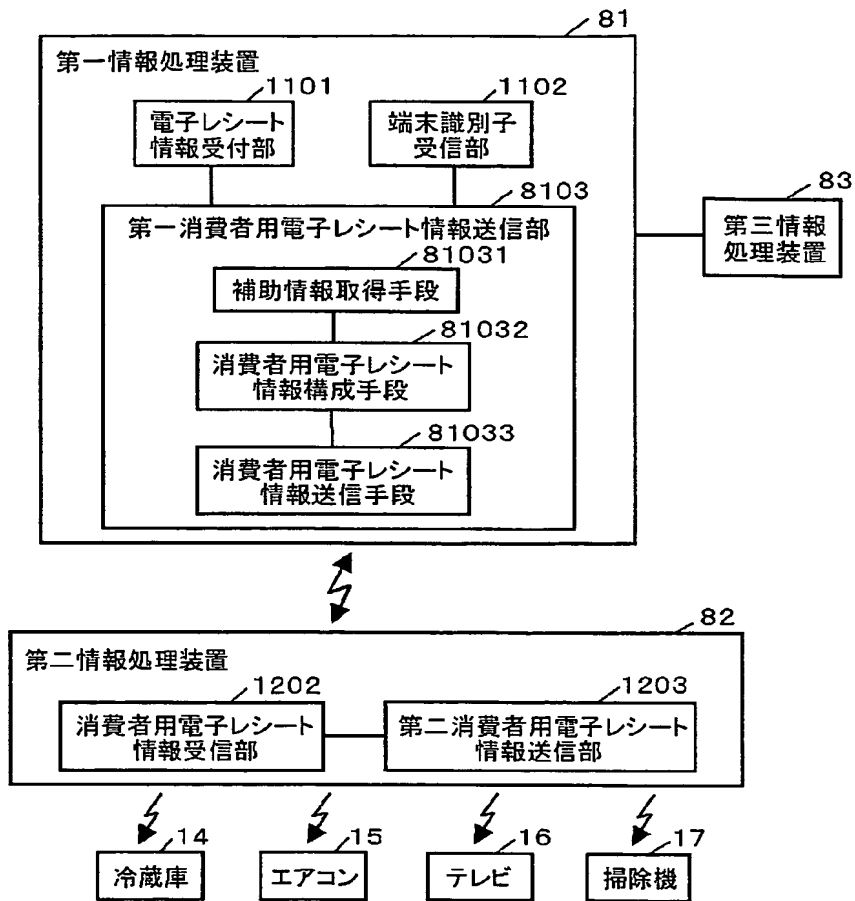 81
第一情報処理装置
1101
電子レシート
情報受付部
1102
端末識別子
受信部
8103
第一消費者用電子レシート情報送信部
81031
補助情報取得手段
81032
消費者用電子レシート
情報構成手段
81033
消費者用電子レシート
情報送信手段
83
第三情報
処理装置
82
第二情報処理装置
1202
消費者用電子レシート
情報受信部
1203
第二消費者用電子レシート
情報送信部
14
冷蔵庫
15
エアコン
16
テレビ
17
掃除機